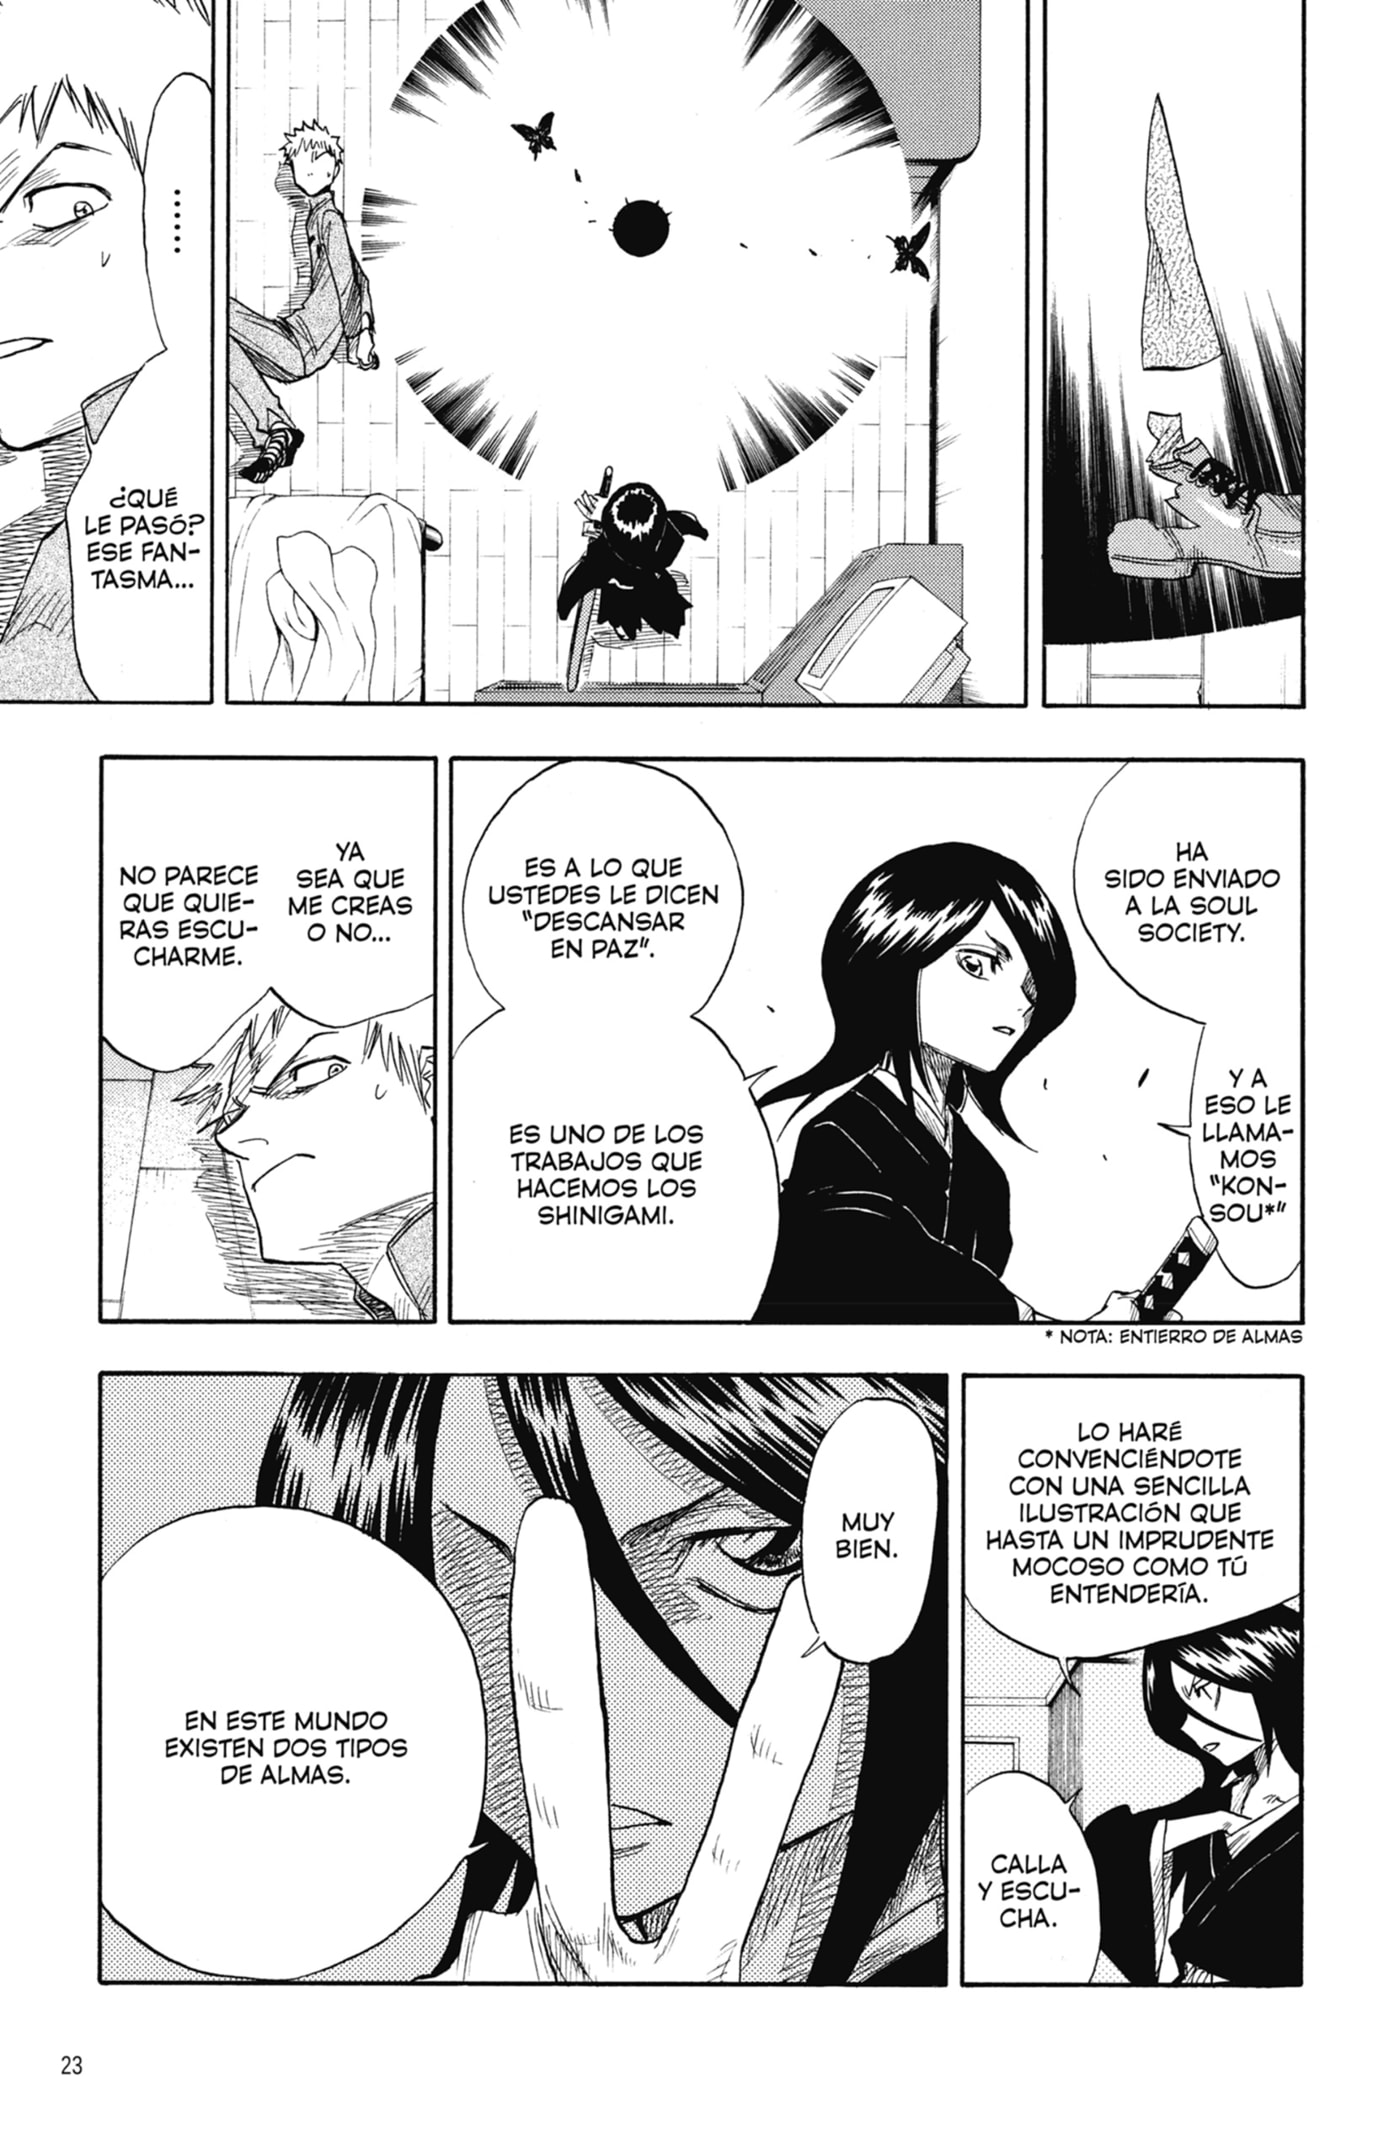 ......
¿QUÉ
LE PASÓ?
ESE FAN-
TASMA...
HA
SIDO ENVIADO
A LA SOUL
SOCIETY.
Y A
ESO LE
LLAMA-
MOS
"KON-
SOU*"
ES A LO QUE
USTEDES LE DICEN
"DESCANSAR
EN PAZ".
ES UNO DE LOS
TRABAJOS QUE
HACEMOS LOS
SHINIGAMI.
* NOTA: ENTIERRO DE ALMAS
YA
SEA QUE
ME CREAS
O NO...
NO PARECE
QUE QUIE-
RAS ESCU-
CHARME.
LO HARÉ
CONVENCIÉNDOTE
CON UNA SENCILLA
ILUSTRACIÓN QUE
HASTA UN IMPRUDENTE
MOCOSO COMO TÚ
ENTENDERÍA.
CALLA
Y ESCU-
CHA.
MUY
BIEN.
EN ESTE MUNDO
EXISTEN DOS TIPOS
DE ALMAS.
23